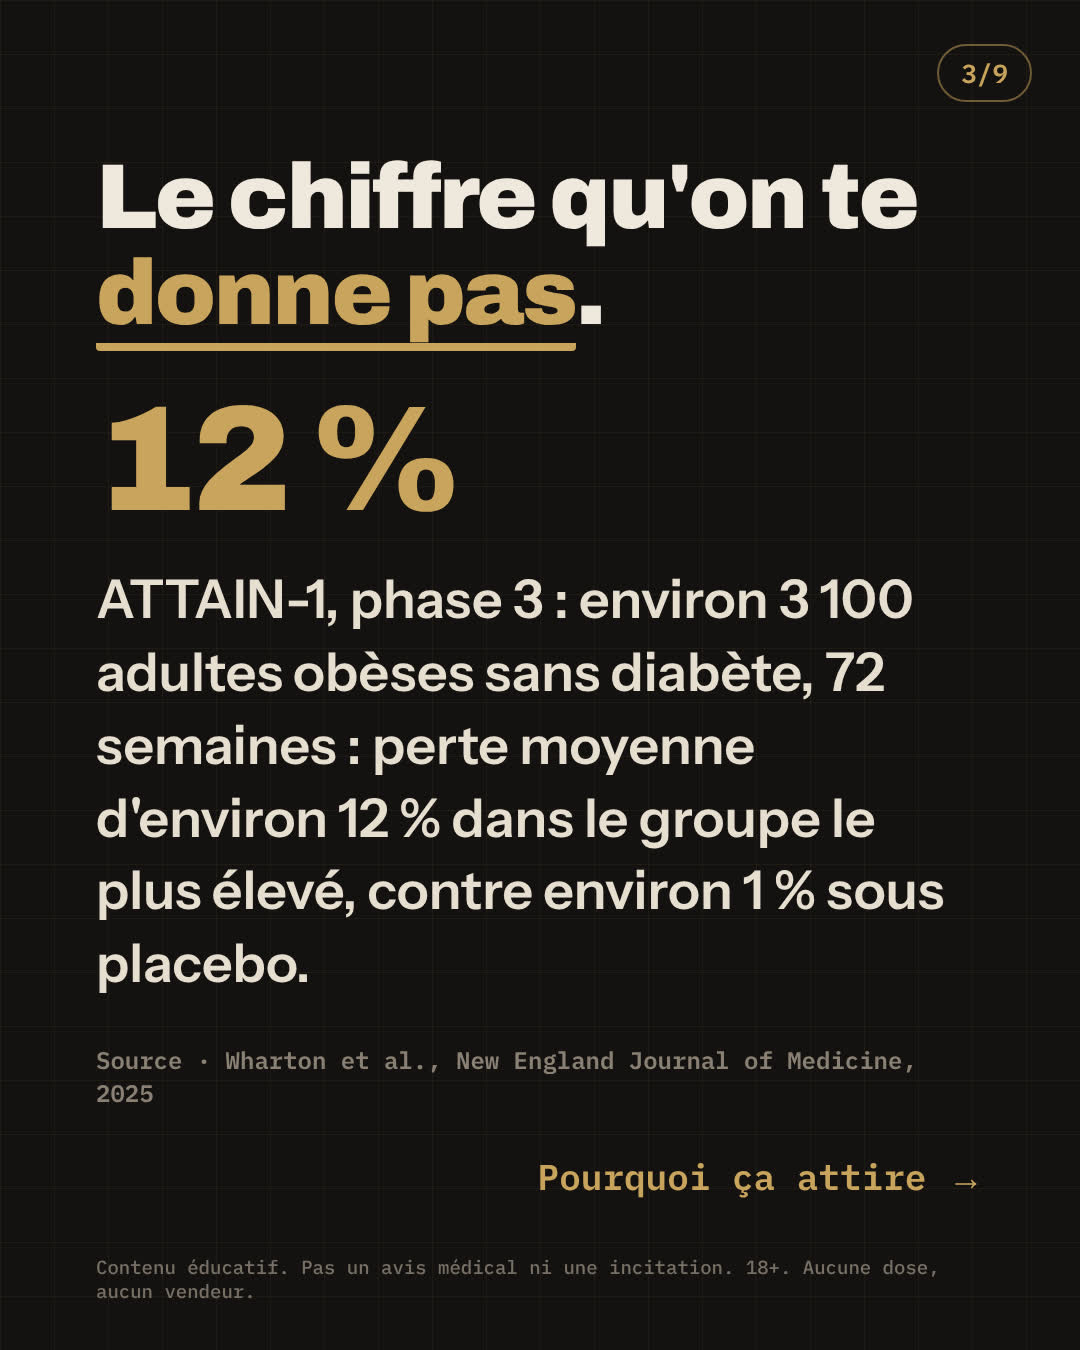 3/9
Le chiffre qu'on te
donne pas.
12 %
ATTAIN-1, phase 3 : environ 3 100
adultes obèses sans diabète, 72
semaines : perte moyenne
d'environ 12 % dans le groupe le
plus élevé, contre environ 1 % sous
placebo.
Source · Wharton et al., New England Journal of Medicine,
2025
Pourquoi ça attire →
Contenu éducatif. Pas un avis médical ni une incitation. 18+. Aucune dose,
aucun vendeur.